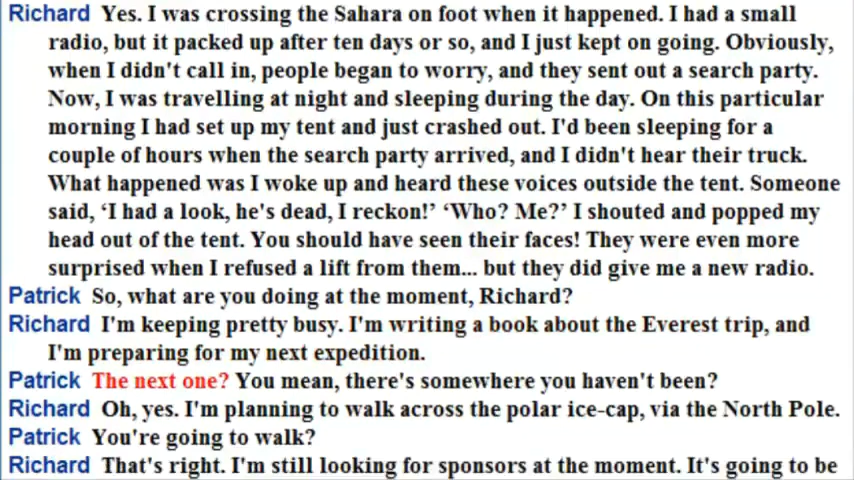 Richard Yes. I was crossing the Sahara on foot when it happened. I had a small
radio, but it packed up after ten days or so, and I just kept on going. Obviously,
when I didn't call in, people began to worry, and they sent out a search party.
Now, I was travelling at night and sleeping during the day. On this particular
morning I had set up my tent and just crashed out. I'd been sleeping for a
couple of hours when the search party arrived, and I didn't hear their truck.
What happened was I woke up and heard these voices outside the tent. Someone
said, ‘I had a look, he's dead, I reckon!’ ‘Who? Me?’ I shouted and popped my
head out of the tent. You should have seen their faces! They were even more
surprised when I refused a lift from them... but they did give me a new radio.
Patrick So, what are you doing at the moment, Richard?
Richard I'm keeping pretty busy. I'm writing a book about the Everest trip, and
I'm preparing for my next expedition.
Patrick The next one? You mean, there's somewhere you haven't been?
Richard Oh, yes. I'm planning to walk across the polar ice-cap, via the North Pole.
Patrick You're going to walk?
Richard That's right. I'm still looking for sponsors at the moment. It's going to be